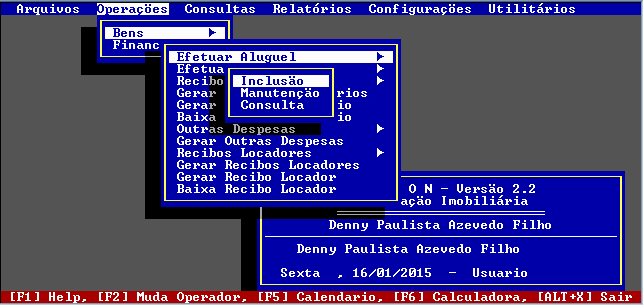 Arquivos Operações Consultas Relatórios Configurações Utilitários
Bens
Financ
Efetuar Aluguel
Efetua
Recibo
Gerar rios
Gerar io
Baixa io
Inclusão
Manutenção
Consulta
Outras Despesas
Gerar Outras Despesas
Recibos Locadores
Gerar Recibos Locadores
Gerar Recibo Locador
Baixa Recibo Locador
O N - Versão 2.2
ação Imobiliária
Denny Paulista Azevedo Filho
Denny Paulista Azevedo Filho
Sexta , 16/01/2015 - Usuario
[F1] Help, [F2] Muda Operador, [F5] Calendario, [F6] Calculadora, [ALT+X] Sair